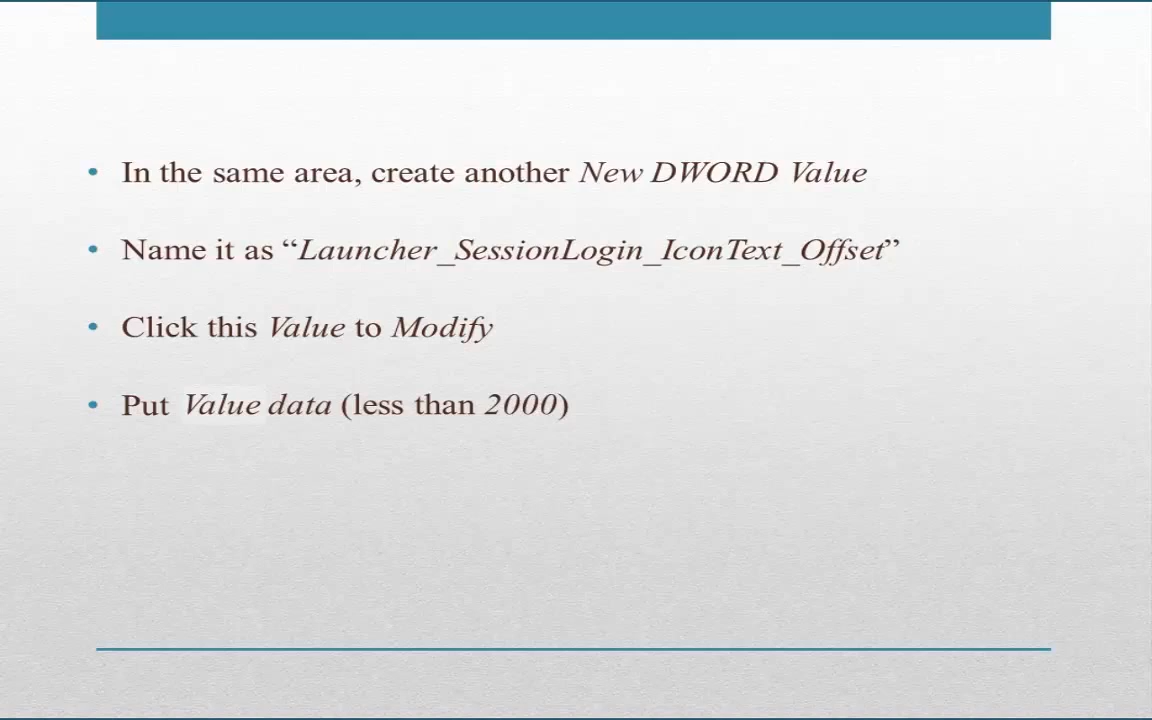 • In the same area, create another New DWORD Value
• Name it as “Launcher_SessionLogin_IconText_Offset”
• Click this Value to Modify
• Put Value data (less than 2000)